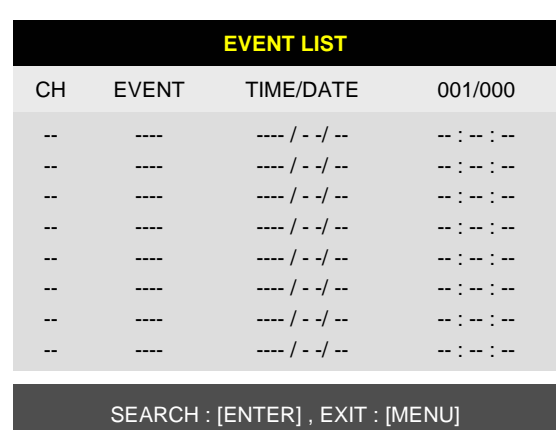 EVENT LIST
CH EVENT TIME/DATE 001/000
-- ---- ---- / - -/ -- -- : -- : --
-- ---- ---- / - -/ -- -- : -- : --
-- ---- ---- / - -/ -- -- : -- : --
-- ---- ---- / - -/ -- -- : -- : --
-- ---- ---- / - -/ -- -- : -- : --
-- ---- ---- / - -/ -- -- : -- : --
-- ---- ---- / - -/ -- -- : -- : --
-- ---- ---- / - -/ -- -- : -- : --
SEARCH : [ENTER] , EXIT : [MENU]